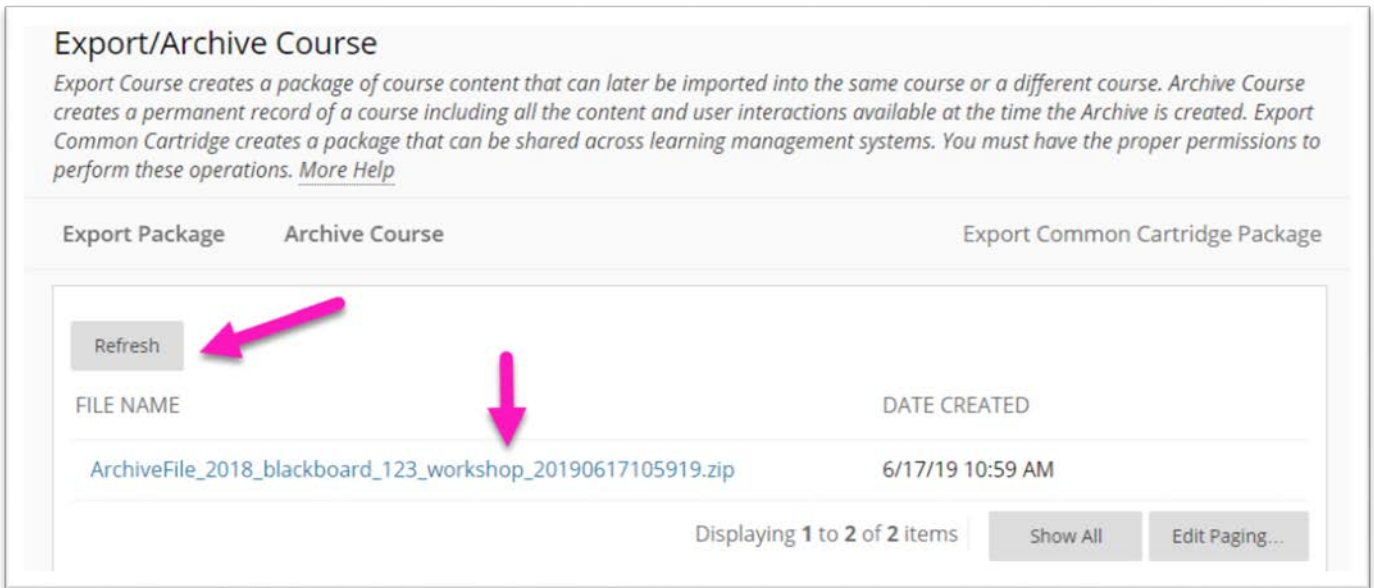 Export/Archive Course
Export Course creates a package of course content that can later be imported into the same course or a different course. Archive Course
creates a permanent record of a course including all the content and user interactions available at the time the Archive is created. Export
Common Cartridge creates a package that can be shared across learning management systems. You must have the proper permissions to
perform these operations. More Help
Export Package Archive Course Export Common Cartridge Package
Refresh
FILE NAME DATE CREATED
ArchiveFile_2018_blackboard_123_workshop_20190617105919.zip 6/17/19 10:59 AM
Displaying 1 to 2 of 2 items Show All Edit Paging...